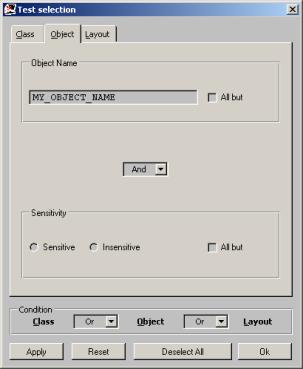 Test selection
Class Object Layout
Object Name
MY_OBJECT_NAME All but
And
Sensitivity
Sensitive Insensitive All but
Condition
Class Or Object Or Layout
Apply Reset Deselect All Ok